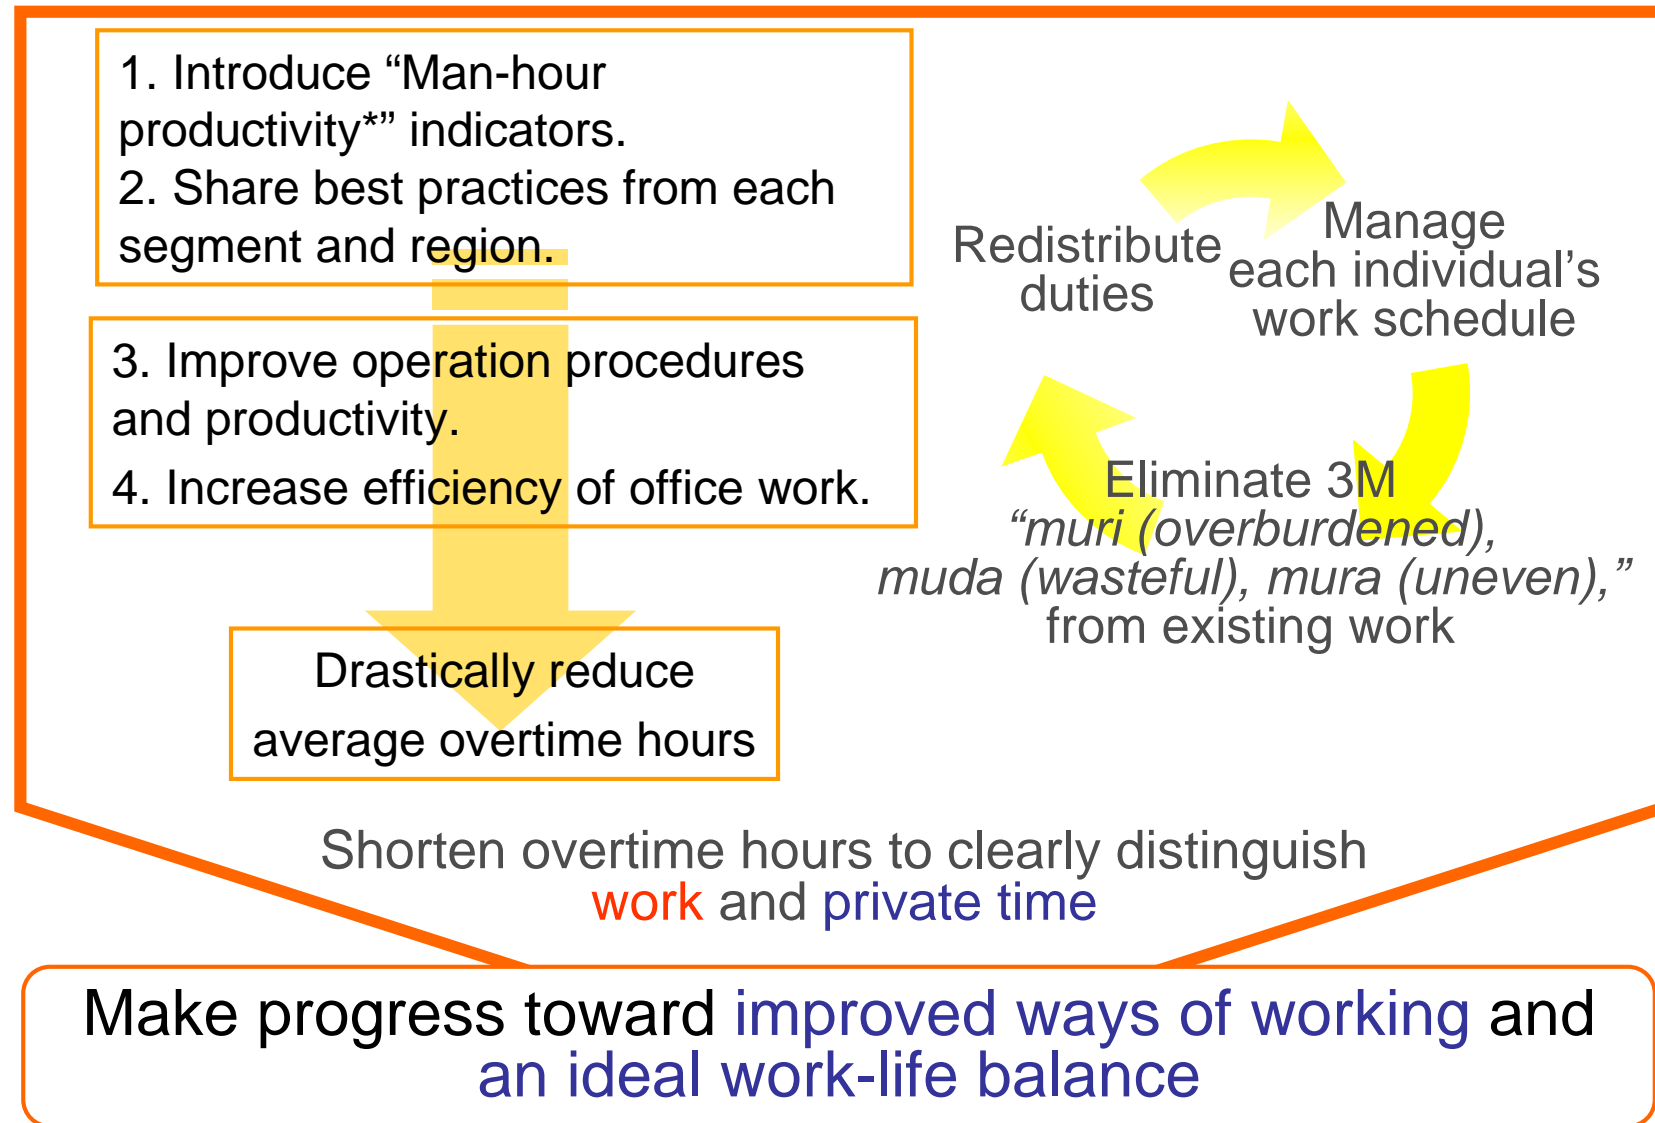 1. Introduce “Man-hour
productivity*” indicators.
2. Share best practices from each
segment and region.
3. Improve operation procedures
and productivity.
4. Increase efficiency of office work.
Drastically reduce
average overtime hours
Redistribute
duties
Manage
each individual’s
work schedule
Eliminate 3M
“muri (overburdened),
muda (wasteful), mura (uneven),”
from existing work
Shorten overtime hours to clearly distinguish
work and private time
Make progress toward improved ways of working and
an ideal work-life balance